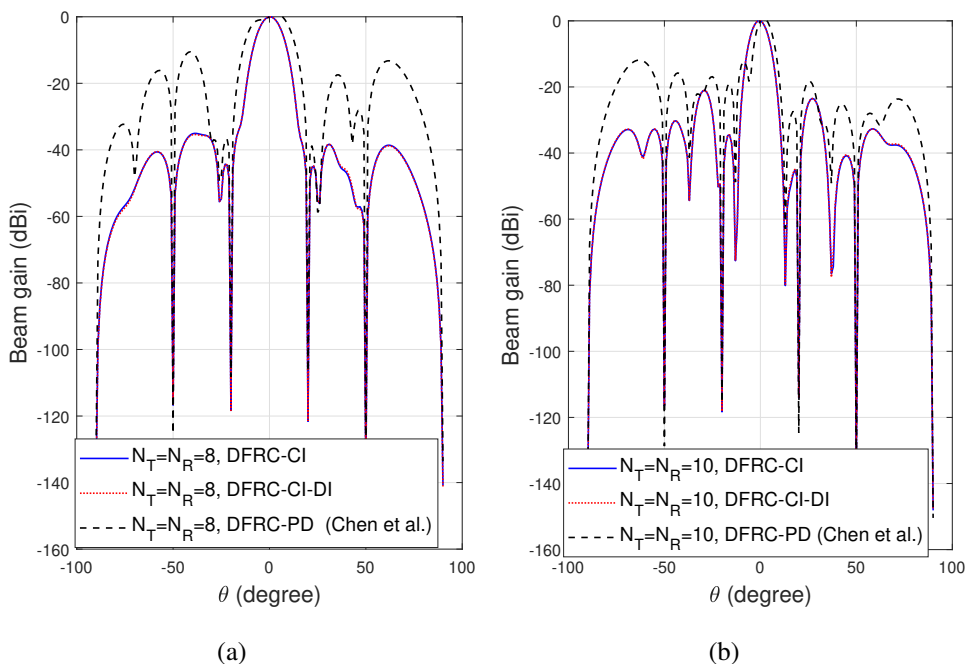 0
-20
-40
-60
-80
-100
-120
-140
-160
-100
-50
0
50
100
Beam gain (dBi)
θ (degree)
N_T=N_R=8, DFRC-CI
N_T=N_R=8, DFRC-CI-DI
N_T=N_R=8, DFRC-PD (Chen et al.)
(a)
0
-20
-40
-60
-80
-100
-120
-140
-160
-100
-50
0
50
100
Beam gain (dBi)
θ (degree)
N_T=N_R=10, DFRC-CI
N_T=N_R=10, DFRC-CI-DI
N_T=N_R=10, DFRC-PD (Chen et al.)
(b)